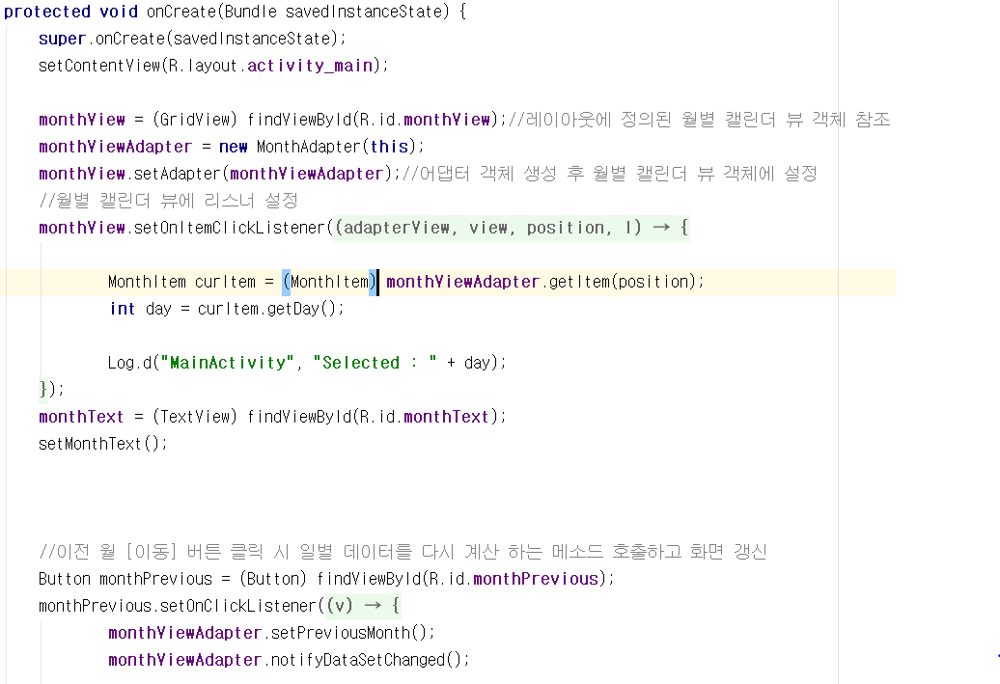 protected void onCreate(Bundle savedInstanceState) {
super.onCreate(savedInstanceState);
setContentView(R.layout.activity_main);
monthView = (GridView) findViewById(R.id.monthView);//레이아웃에 정의된 월별 캘린더 뷰 객체 참조
monthViewAdapter = new MonthAdapter(this);
monthView.setAdapter(monthViewAdapter);//어댑터 객체 생성 후 월별 캘린더 뷰 객체에 설정
//월별 캘린더 뷰에 리스너 설정
monthView.setOnItemClickListener((adapterView, view, position, l) → {
MonthItem curItem = (MonthItem) monthViewAdapter.getItem(position);
int day = curItem.getDay();
Log.d("MainActivity", "Selected : " + day);
});
monthText = (TextView) findViewById(R.id.monthText);
setMonthText();
//이전 월 [이동] 버튼 클릭 시 일별 데이터를 다시 계산 하는 메소드 호출하고 화면 갱신
Button monthPrevious = (Button) findViewById(R.id.monthPrevious);
monthPrevious.setOnClickListener((v) → {
monthViewAdapter.setPreviousMonth();
monthViewAdapter.notifyDataSetChanged();